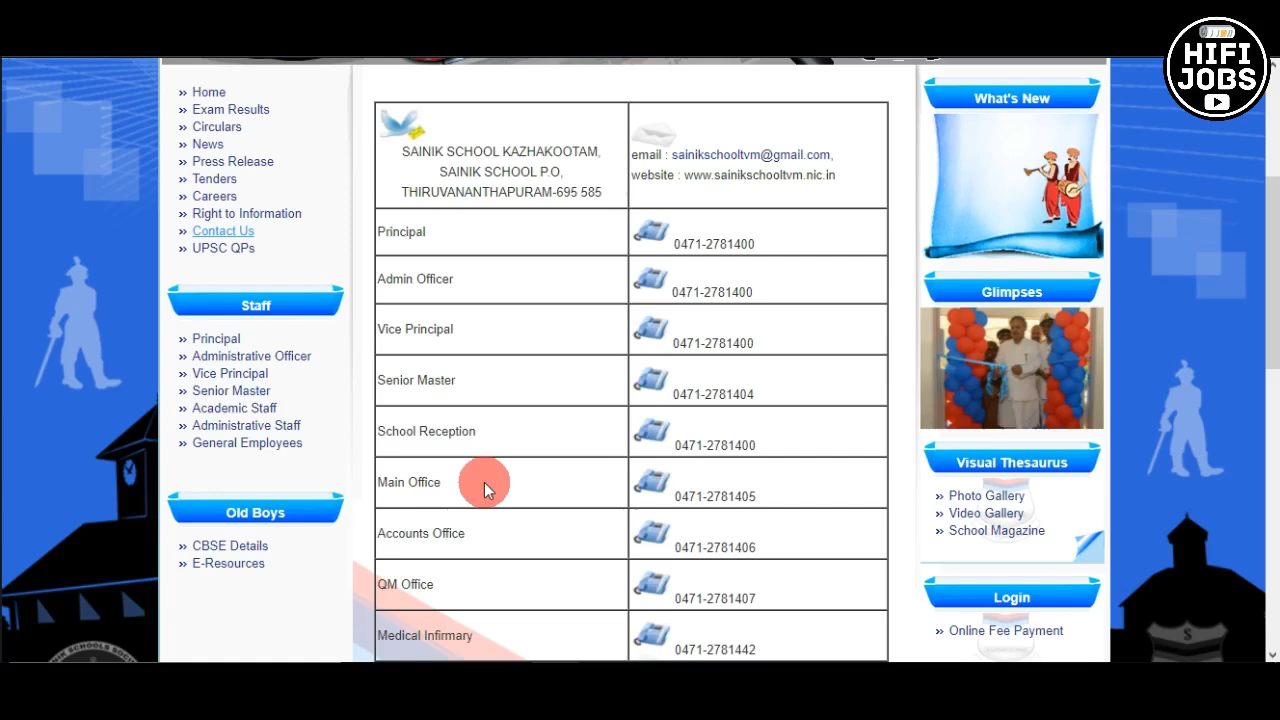 HIFI
JOBS
» Home
» Exam Results
» Circulars
» News
» Press Release
» Tenders
» Careers
» Right to Information
» Contact Us
» UPSC QPs
Staff
» Principal
» Administrative Officer
» Vice Principal
» Senior Master
» Academic Staff
» Administrative Staff
» General Employees
Old Boys
» CBSE Details
» E-Resources
SAINIK SCHOOL KAZHAKOOTAM,
SAINIK SCHOOL P.O,
THIRUVANANTHAPURAM-695 585
email : sainikschooltvm@gmail.com,
website : www.sainikschooltvm.nic.in
Principal 0471-2781400
Admin Officer 0471-2781400
Vice Principal 0471-2781400
Senior Master 0471-2781404
School Reception 0471-2781400
Main Office 0471-2781405
Accounts Office 0471-2781406
QM Office 0471-2781407
Medical Infirmary 0471-2781442
What's New
Glimpses
Visual Thesaurus
» Photo Gallery
» Video Gallery
» School Magazine
Login
» Online Fee Payment